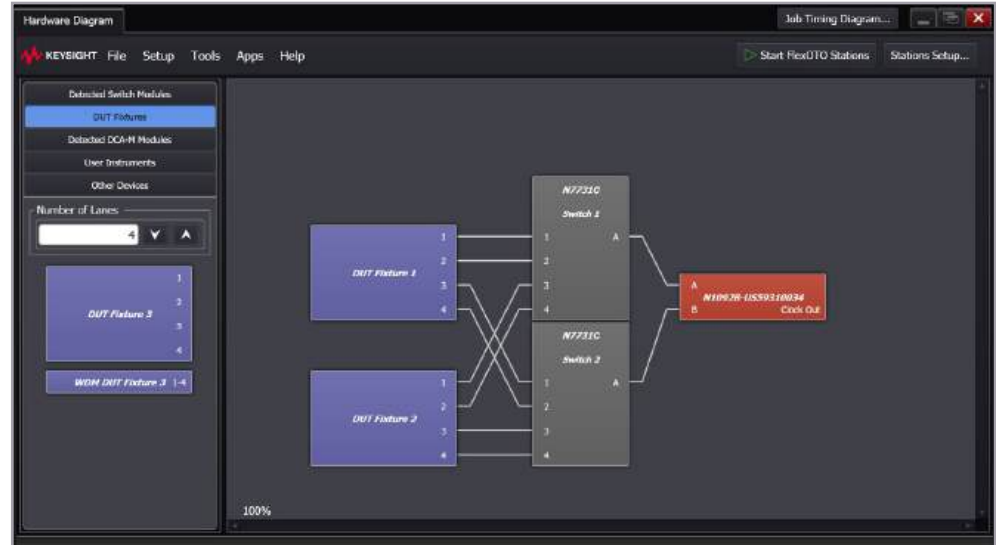 Hardware Diagram
Job Timing Diagram...
KEYSIGHT File Setup Tools Apps Help
Start FlexOTO Stations Stations Setup...
Detected Switch Modules
DUT Fixtures
Detected DCA-M Modules
User Instruments
Other Devices
Number of Lanes
4
1
2
DUT Fixture 3
3
4
WDM DUT Fixture 3 1-4
DUT Fixture 1
1
2
3
4
DUT Fixture 2
1
2
3
4
N7731C
Switch 1
1 A
2
3
4
N7731C
Switch 2
1 A
2
3
4
A
N1092B-US59310034
B Clock Out
100%